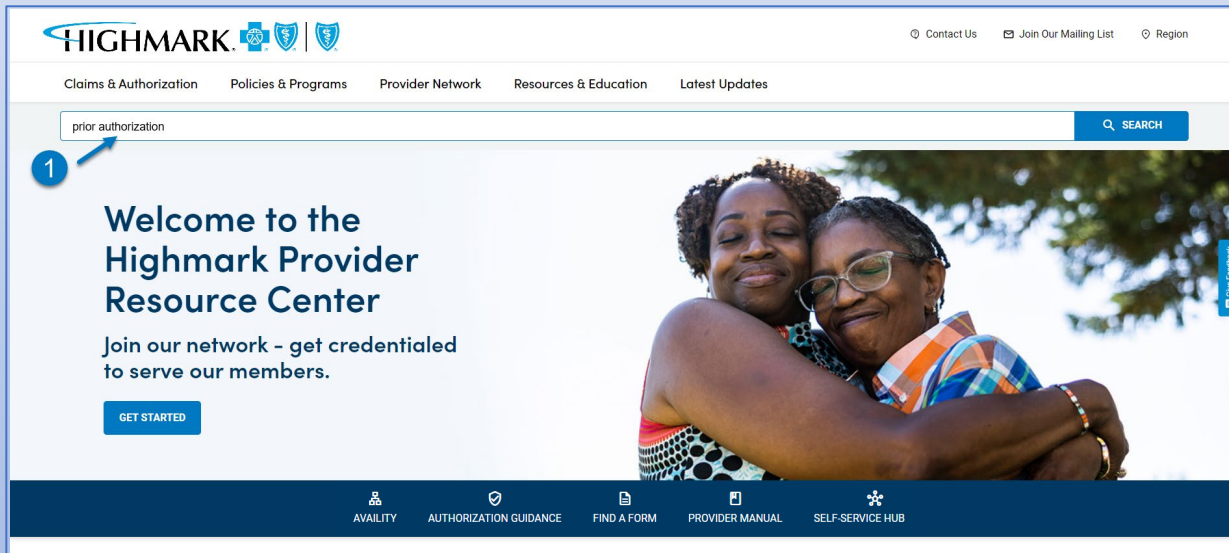 HIGHMARK.
Contact Us Join Our Mailing List Region
Claims & Authorization Policies & Programs Provider Network Resources & Education Latest Updates
prior authorization
SEARCH
1
Welcome to the
Highmark Provider
Resource Center
Join our network - get credentialed
to serve our members.
GET STARTED
AVAILITY AUTHORIZATION GUIDANCE FIND A FORM PROVIDER MANUAL SELF-SERVICE HUB